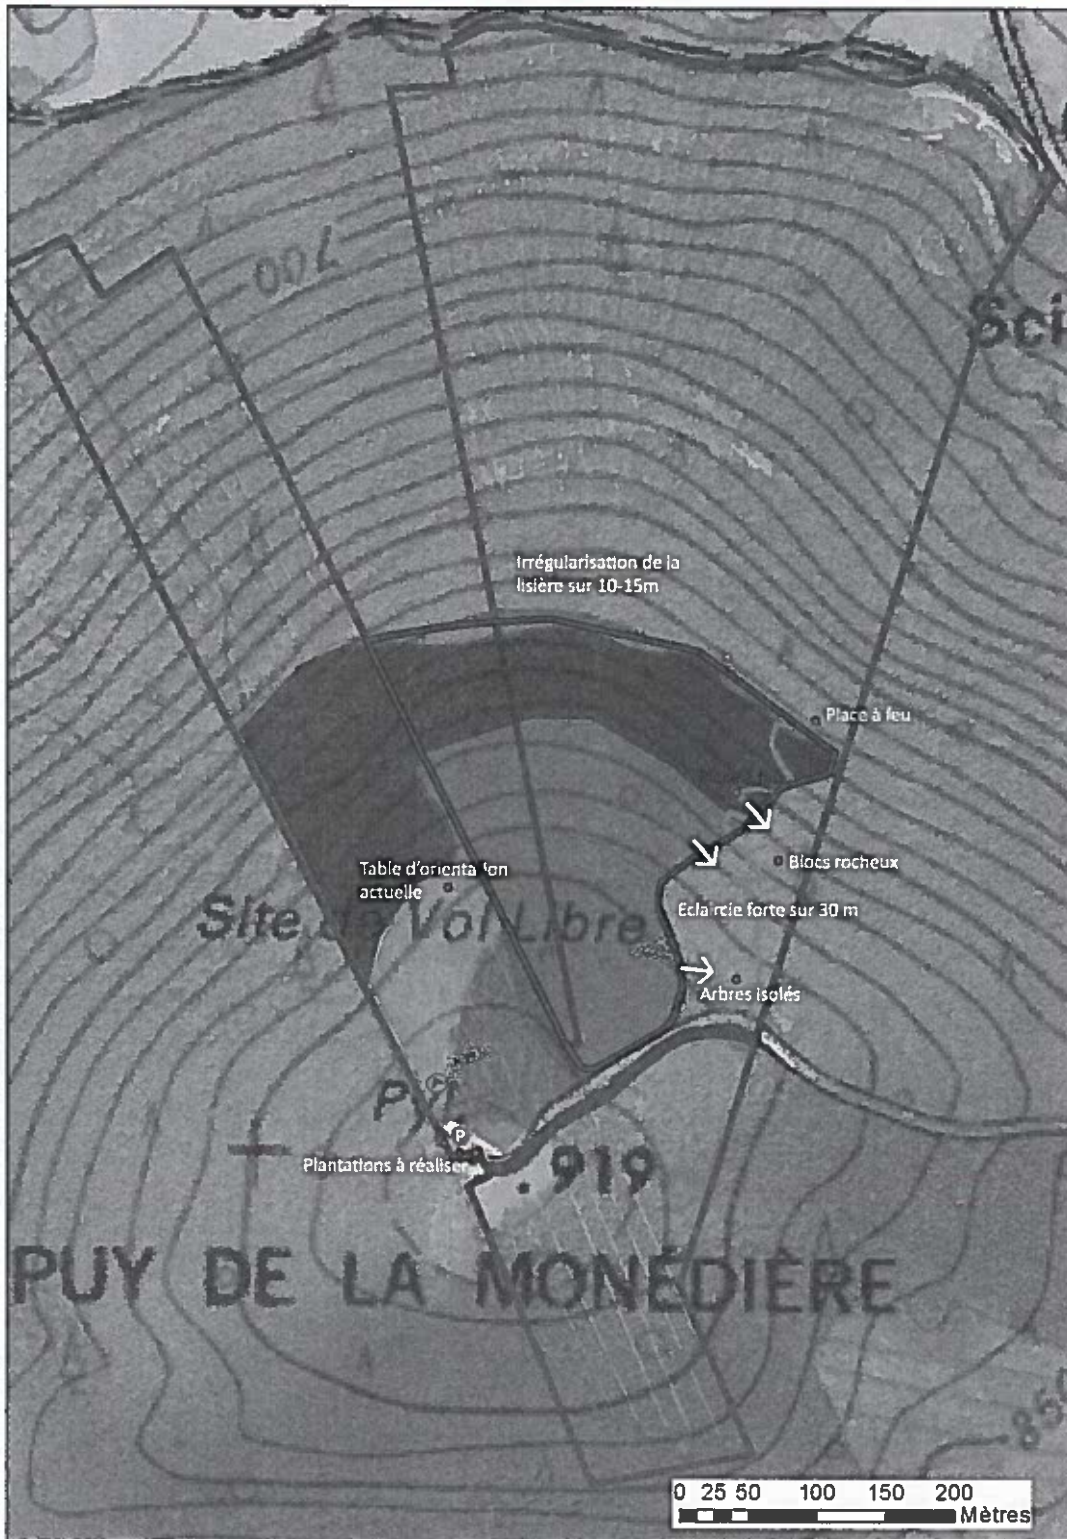 700
Sci
Irrégularisation de la
lisière sur 10-15m
Place à feu
Blocs rocheux
Table d'orientation
actuelle
Site de Vol Libre
Eclaircie forte sur 30 m
Arbres isolés
Pyl
P
Plantations à réaliser
919
PUY DE LA MONÉDIÈRE
850
0 25 50 100 150 200
Mètres